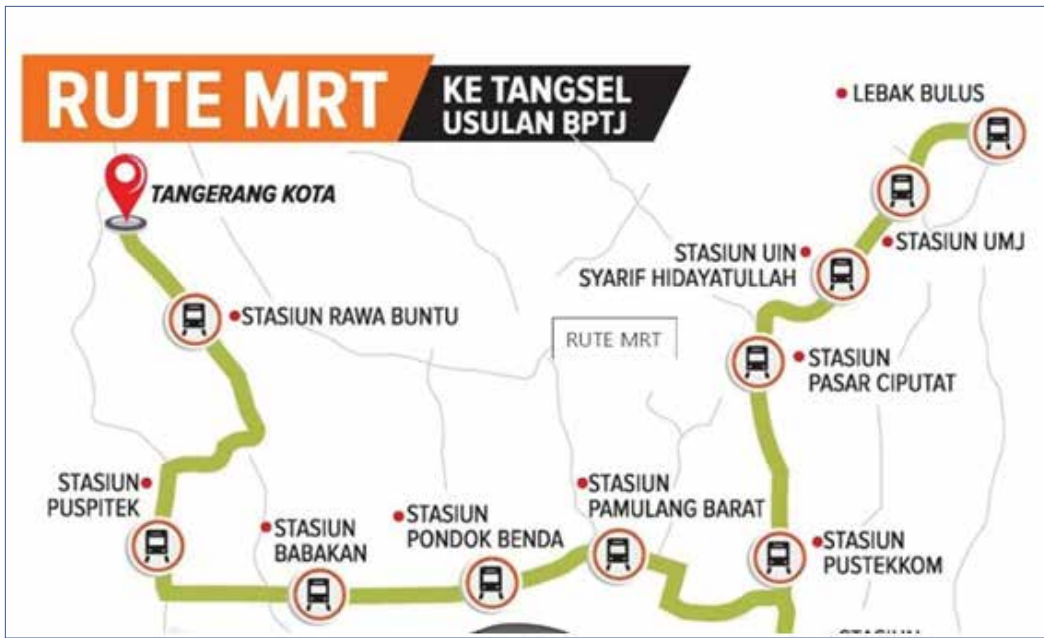 RUTE MRT
KE TANGSEL
USULAN BPTJ
LEBAK BULUS
TANGERANG KOTA
STASIUN UMJ
STASIUN UIN
SYARIF HIDAYATULLAH
STASIUN RAWA BUNTU
RUTE MRT
STASIUN
PASAR CIPUTAT
STASIUN
PUSPITEK
STASIUN
BABAKAN
STASIUN
PONDOK BENDA
STASIUN
PAMULANG BARAT
STASIUN
PUSTEKKOM